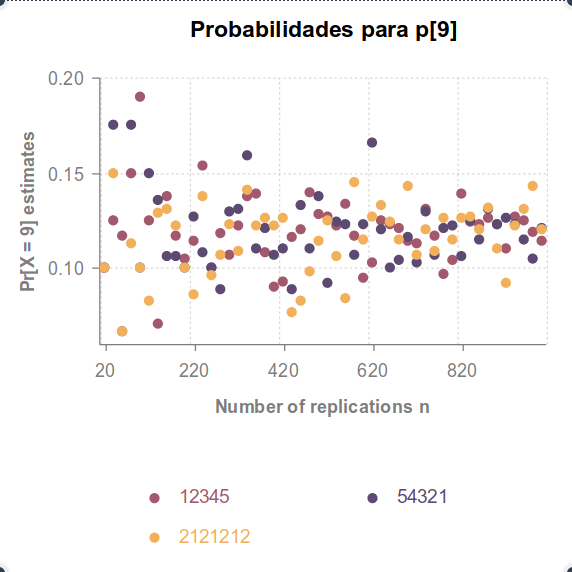 Probabilidades para p[9]
Pr[X = 9] estimates
0.20
0.15
0.10
20 220 420 620 820
Number of replications n
12345 54321
2121212